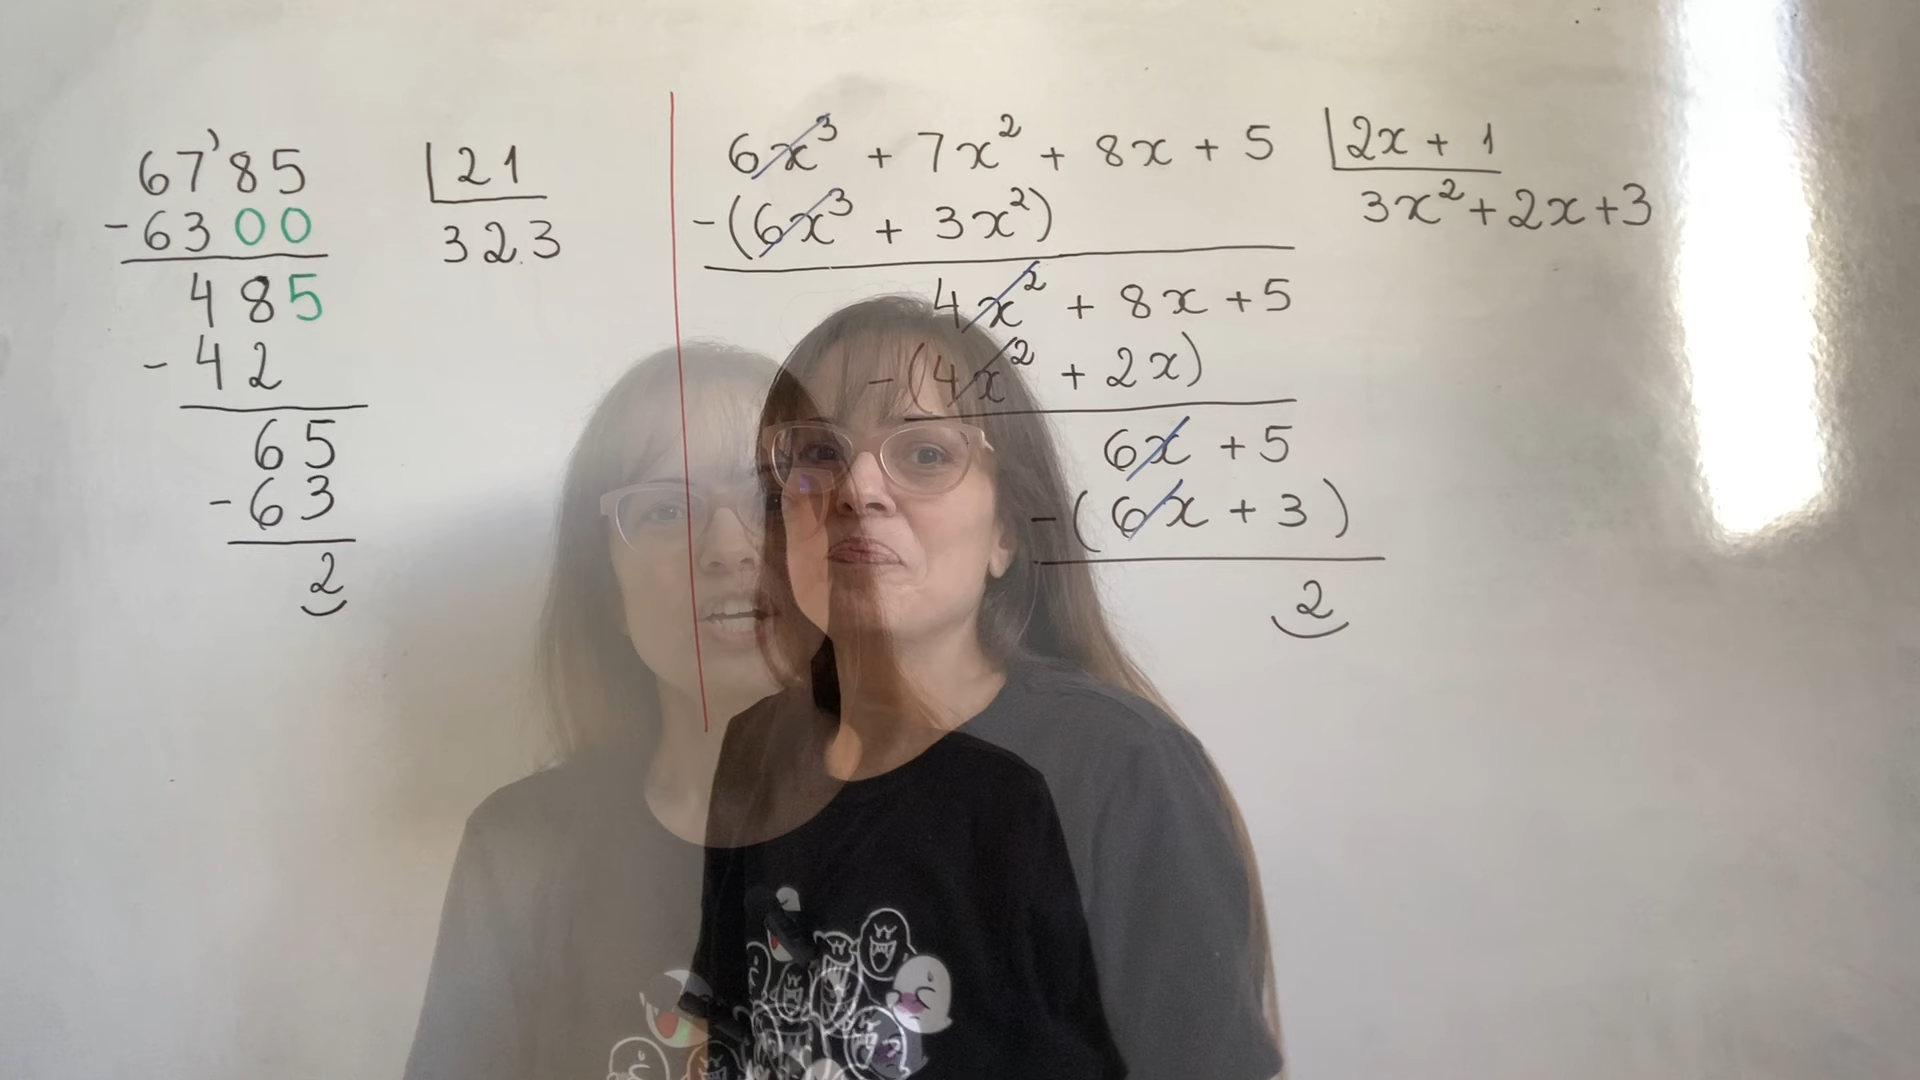 67'85 21
-6300 323
485
-42
65
-63
2
6x³ + 7x² + 8x + 5 2x + 1
-(6x³ + 3x²) 3x²+2x+3
4x² + 8x + 5
-(4x² + 2x)
6x + 5
-(6x + 3)
2